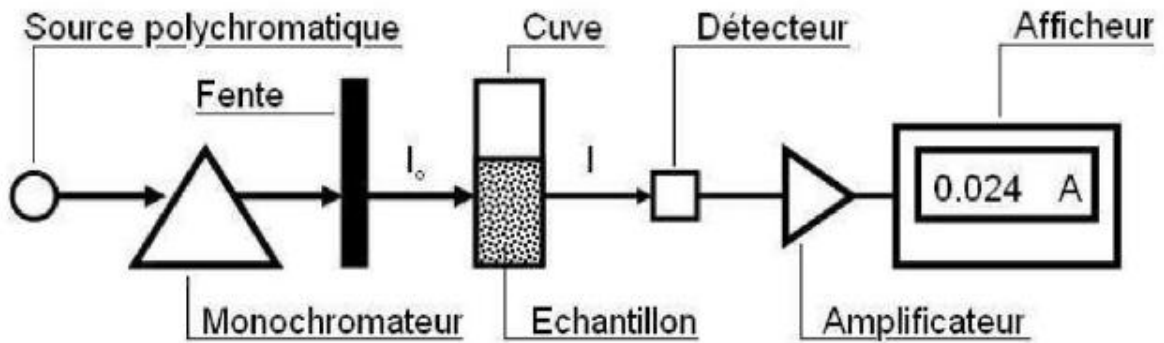 Source polychromatique
Cuve
Détecteur
Afficheur
Fente
I₀
I
0.024 A
Monochromateur
Echantillon
Amplificateur